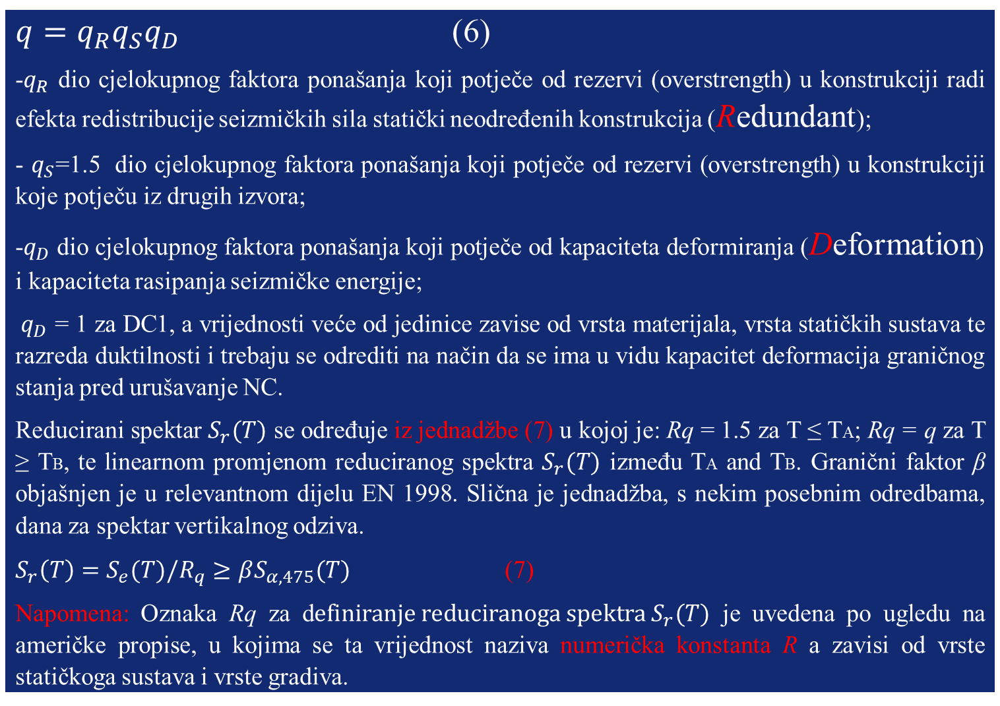 q = q_R q_S q_D (6)
-q_R dio cjelokupnog faktora ponašanja koji potječe od rezervi (overstrength) u konstrukciji radi
efekta redistribucije seizmičkih sila statički neodređenih konstrukcija (Redundant);
- q_S=1.5 dio cjelokupnog faktora ponašanja koji potječe od rezervi (overstrength) u konstrukciji
koje potječu iz drugih izvora;
-q_D dio cjelokupnog faktora ponašanja koji potječe od kapaciteta deformiranja (Deformation)
i kapaciteta rasipanja seizmičke energije;
q_D = 1 za DC1, a vrijednosti veće od jedinice zavise od vrsta materijala, vrsta statičkih sustava te
razreda duktilnosti i trebaju se odrediti na način da se ima u vidu kapacitet deformacija graničnog
stanja pred urušavanje NC.
Reducirani spektar S_r(T) se određuje iz jednadžbe (7) u kojoj je: Rq = 1.5 za T ≤ TA; Rq = q za T
≥ TB, te linearnom promjenom reduciranog spektra S_r(T) između TA and TB. Granični faktor β
objašnjen je u relevantnom dijelu EN 1998. Slična je jednadžba, s nekim posebnim odredbama,
dana za spektar vertikalnog odziva.
S_r(T) = S_e(T)/R_q ≥ βS_α,475(T) (7)
Napomena: Oznaka Rq za definiranje reduciranoga spektra S_r(T) je uvedena po ugledu na
američke propise, u kojima se ta vrijednost naziva numerička konstanta R a zavisi od vrste
statičkoga sustava i vrste gradiva.